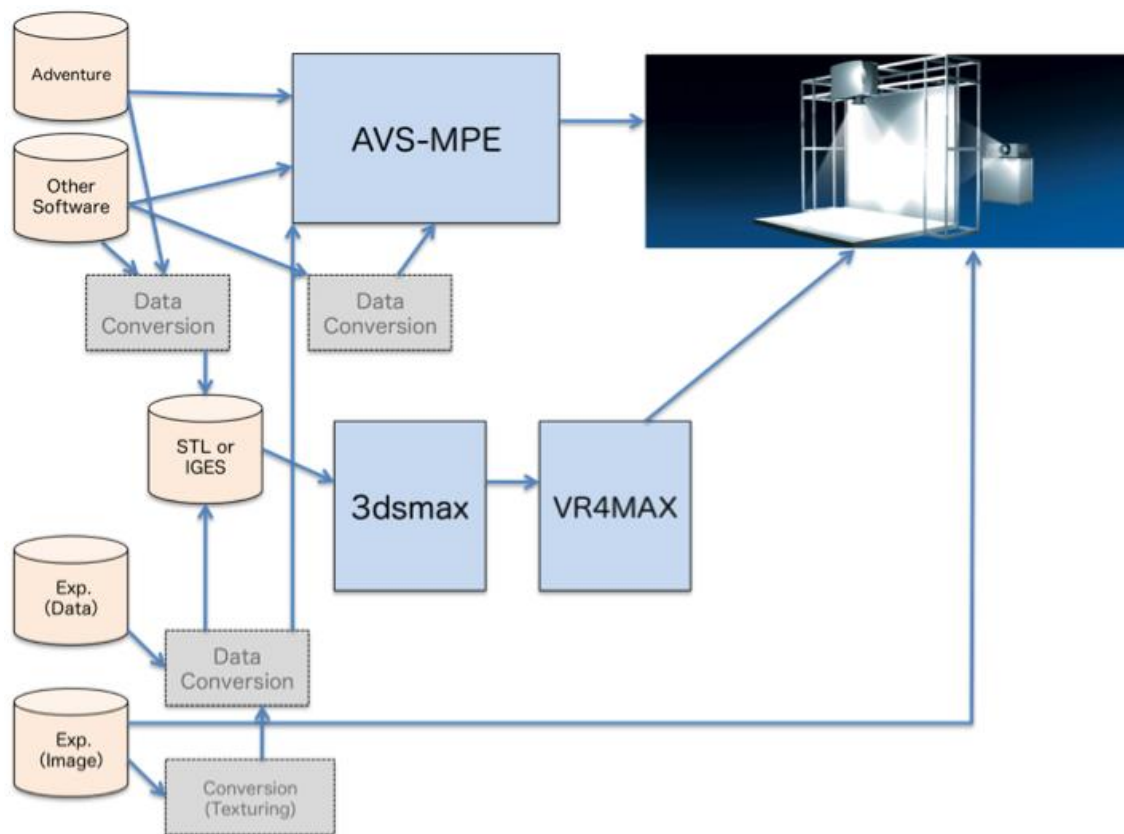 Adventure
AVS-MPE
Other
Software
Data
Conversion
Data
Conversion
STL or
IGES
3dsmax
VR4MAX
Exp.
(Data)
Data
Conversion
Exp.
(Image)
Conversion
(Texturing)